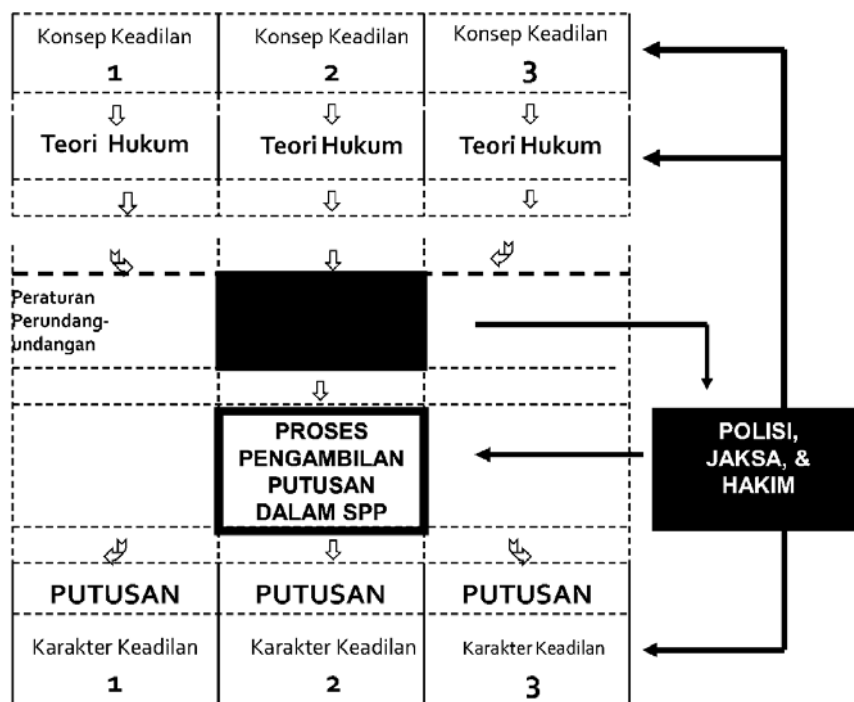 Konsep Keadilan
1
Konsep Keadilan
2
Konsep Keadilan
3
Teori Hukum
Teori Hukum
Teori Hukum
Peraturan
Perundang-
undangan
PROSES
PENGAMBILAN
PUTUSAN
DALAM SPP
POLISI,
JAKSA, &
HAKIM
PUTUSAN
PUTUSAN
PUTUSAN
Karakter Keadilan
1
Karakter Keadilan
2
Karakter Keadilan
3